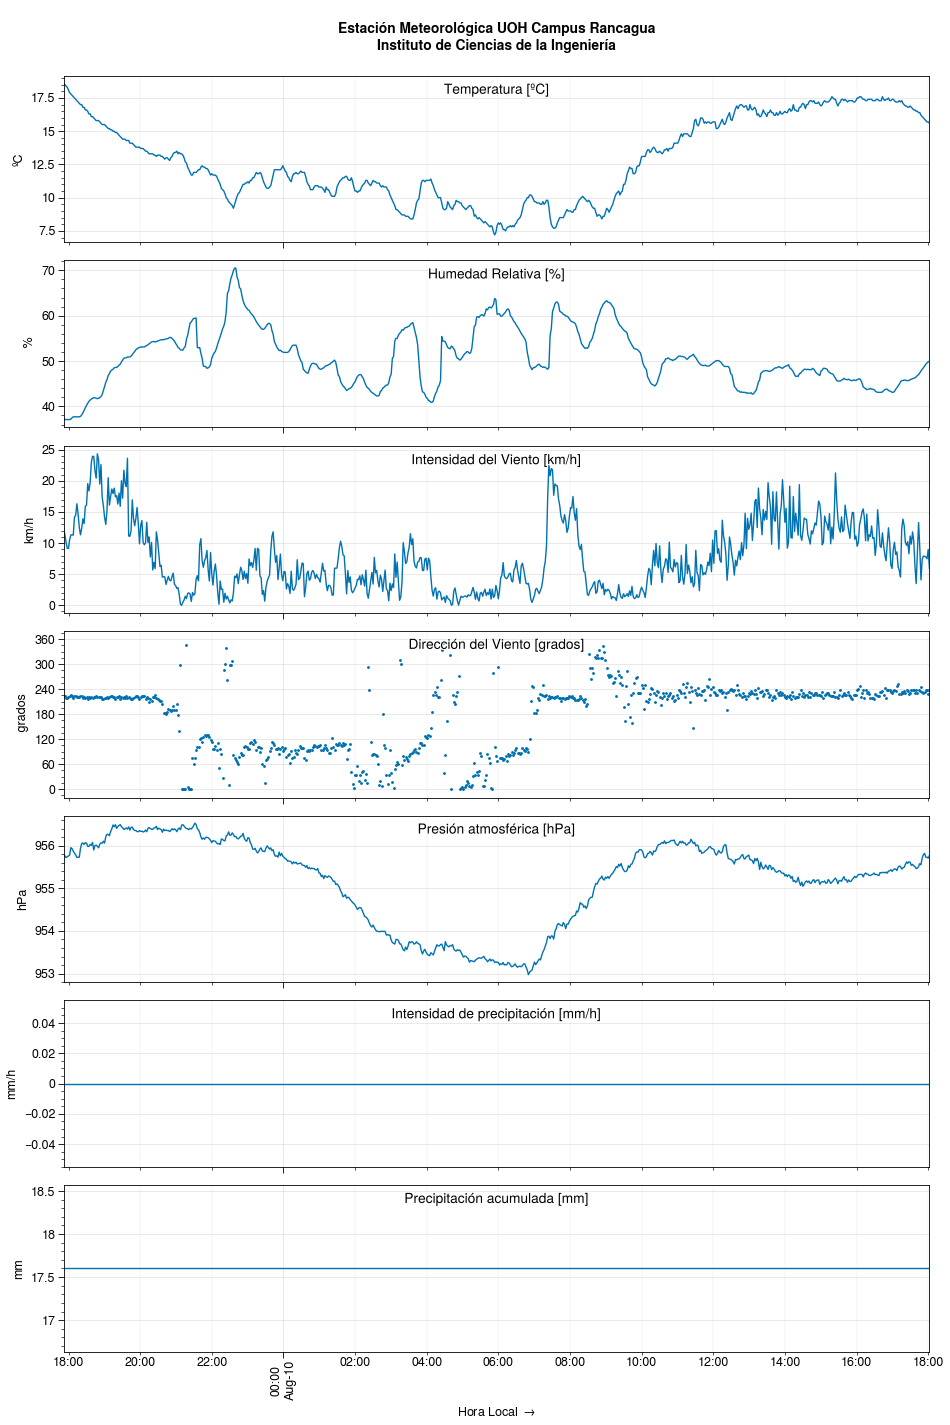 Estación Meteorológica UOH Campus Rancagua
Instituto de Ciencias de la Ingeniería
Temperatura [ºC]
ºC
17.5
15
12.5
10
7.5
Humedad Relativa [%]
%
70
60
50
40
Intensidad del Viento [km/h]
km/h
25
20
15
10
5
0
Dirección del Viento [grados]
grados
360
300
240
180
120
60
0
Presión atmosférica [hPa]
hPa
956
955
954
953
Intensidad de precipitación [mm/h]
mm/h
0.04
0.02
0
−0.02
−0.04
Precipitación acumulada [mm]
mm
18.5
18
17.5
17
18:00 20:00 22:00 00:00 02:00 04:00 06:00 08:00 10:00 12:00 14:00 16:00 18:00
Aug-10
Hora Local →